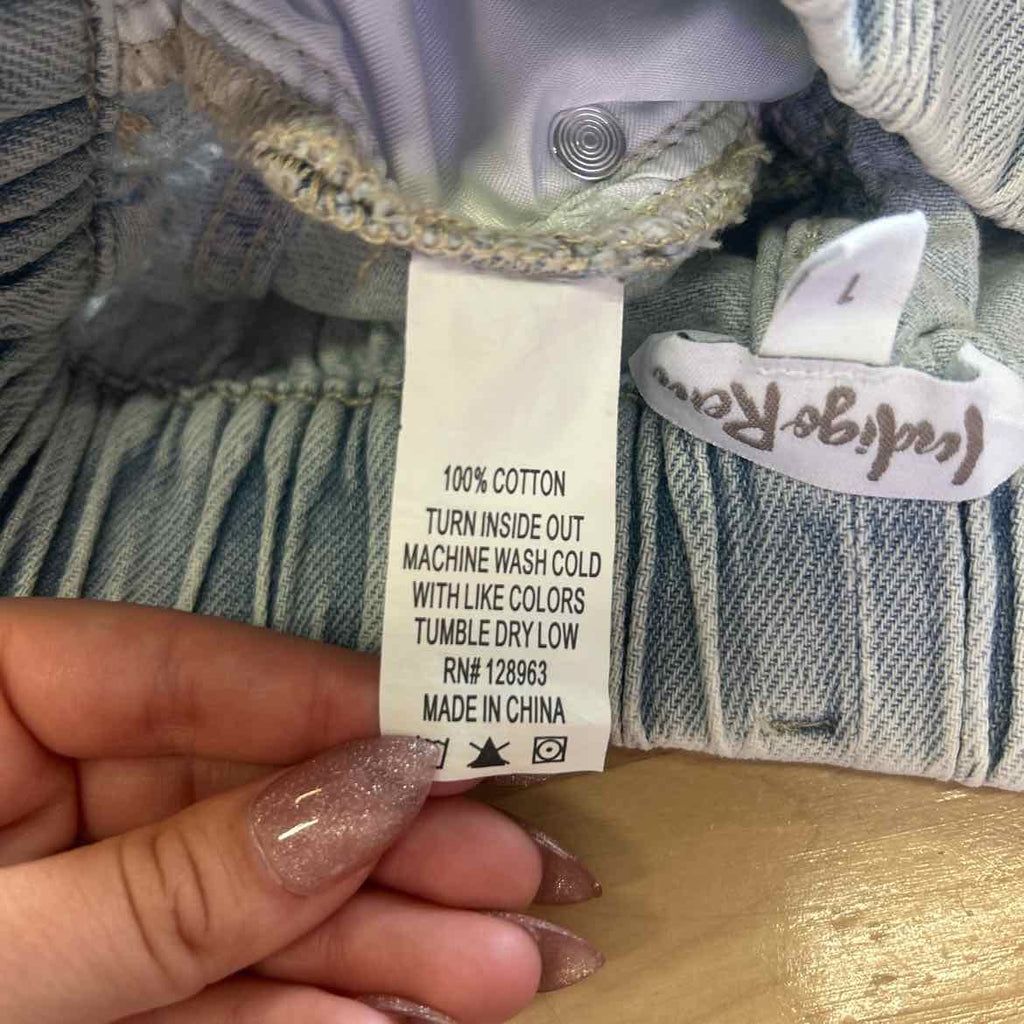 100% COTTON
TURN INSIDE OUT
MACHINE WASH COLD
WITH LIKE COLORS
TUMBLE DRY LOW
RN# 128963
MADE IN CHINA
1
Indigo